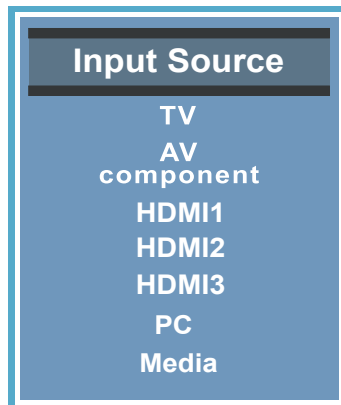 Input Source
TV
AV
component
HDMI1
HDMI2
HDMI3
PC
Media